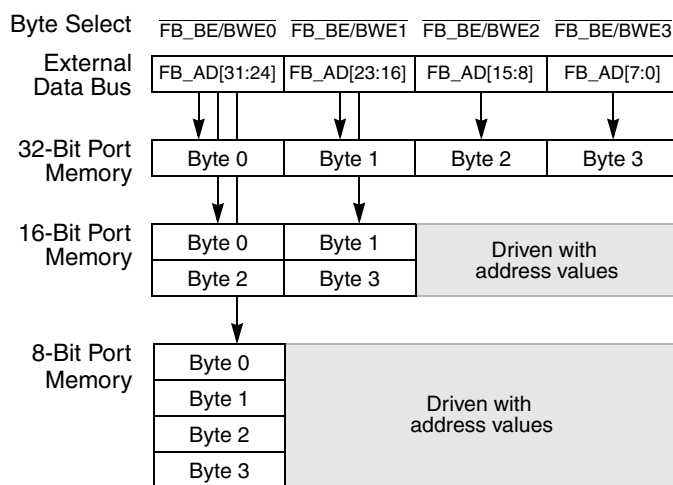 Byte Select FB_BE/BWE0 FB_BE/BWE1 FB_BE/BWE2 FB_BE/BWE3
External
Data Bus
FB_AD[31:24] FB_AD[23:16] FB_AD[15:8] FB_AD[7:0]
32-Bit Port
Memory
Byte 0 Byte 1 Byte 2 Byte 3
16-Bit Port
Memory
Byte 0 Byte 1
Byte 2 Byte 3
Driven with
address values
8-Bit Port
Memory
Byte 0
Byte 1
Byte 2
Byte 3
Driven with
address values